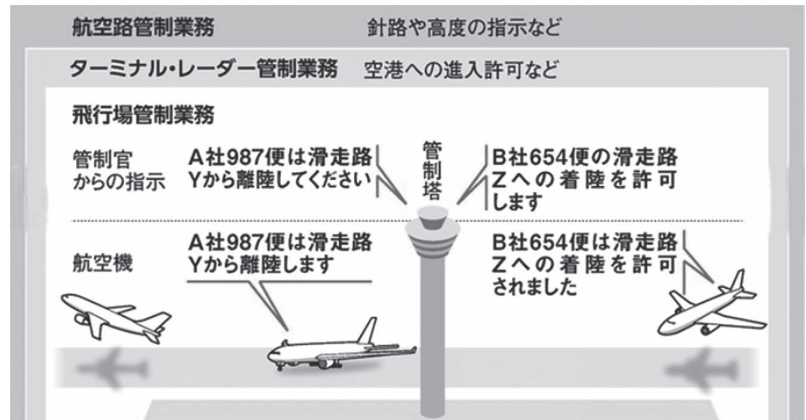 航空路管制業務 針路や高度の指示など
ターミナル・レーダー管制業務 空港への進入許可など
飛行場管制業務
管制官
からの指示
A社987便は滑走路
Yから離陸してください
管制塔
B社654便の滑走路
Zへの着陸を許可
します
航空機
A社987便は滑走路
Yから離陸します
B社654便は滑走路
Zへの着陸を許可
されました